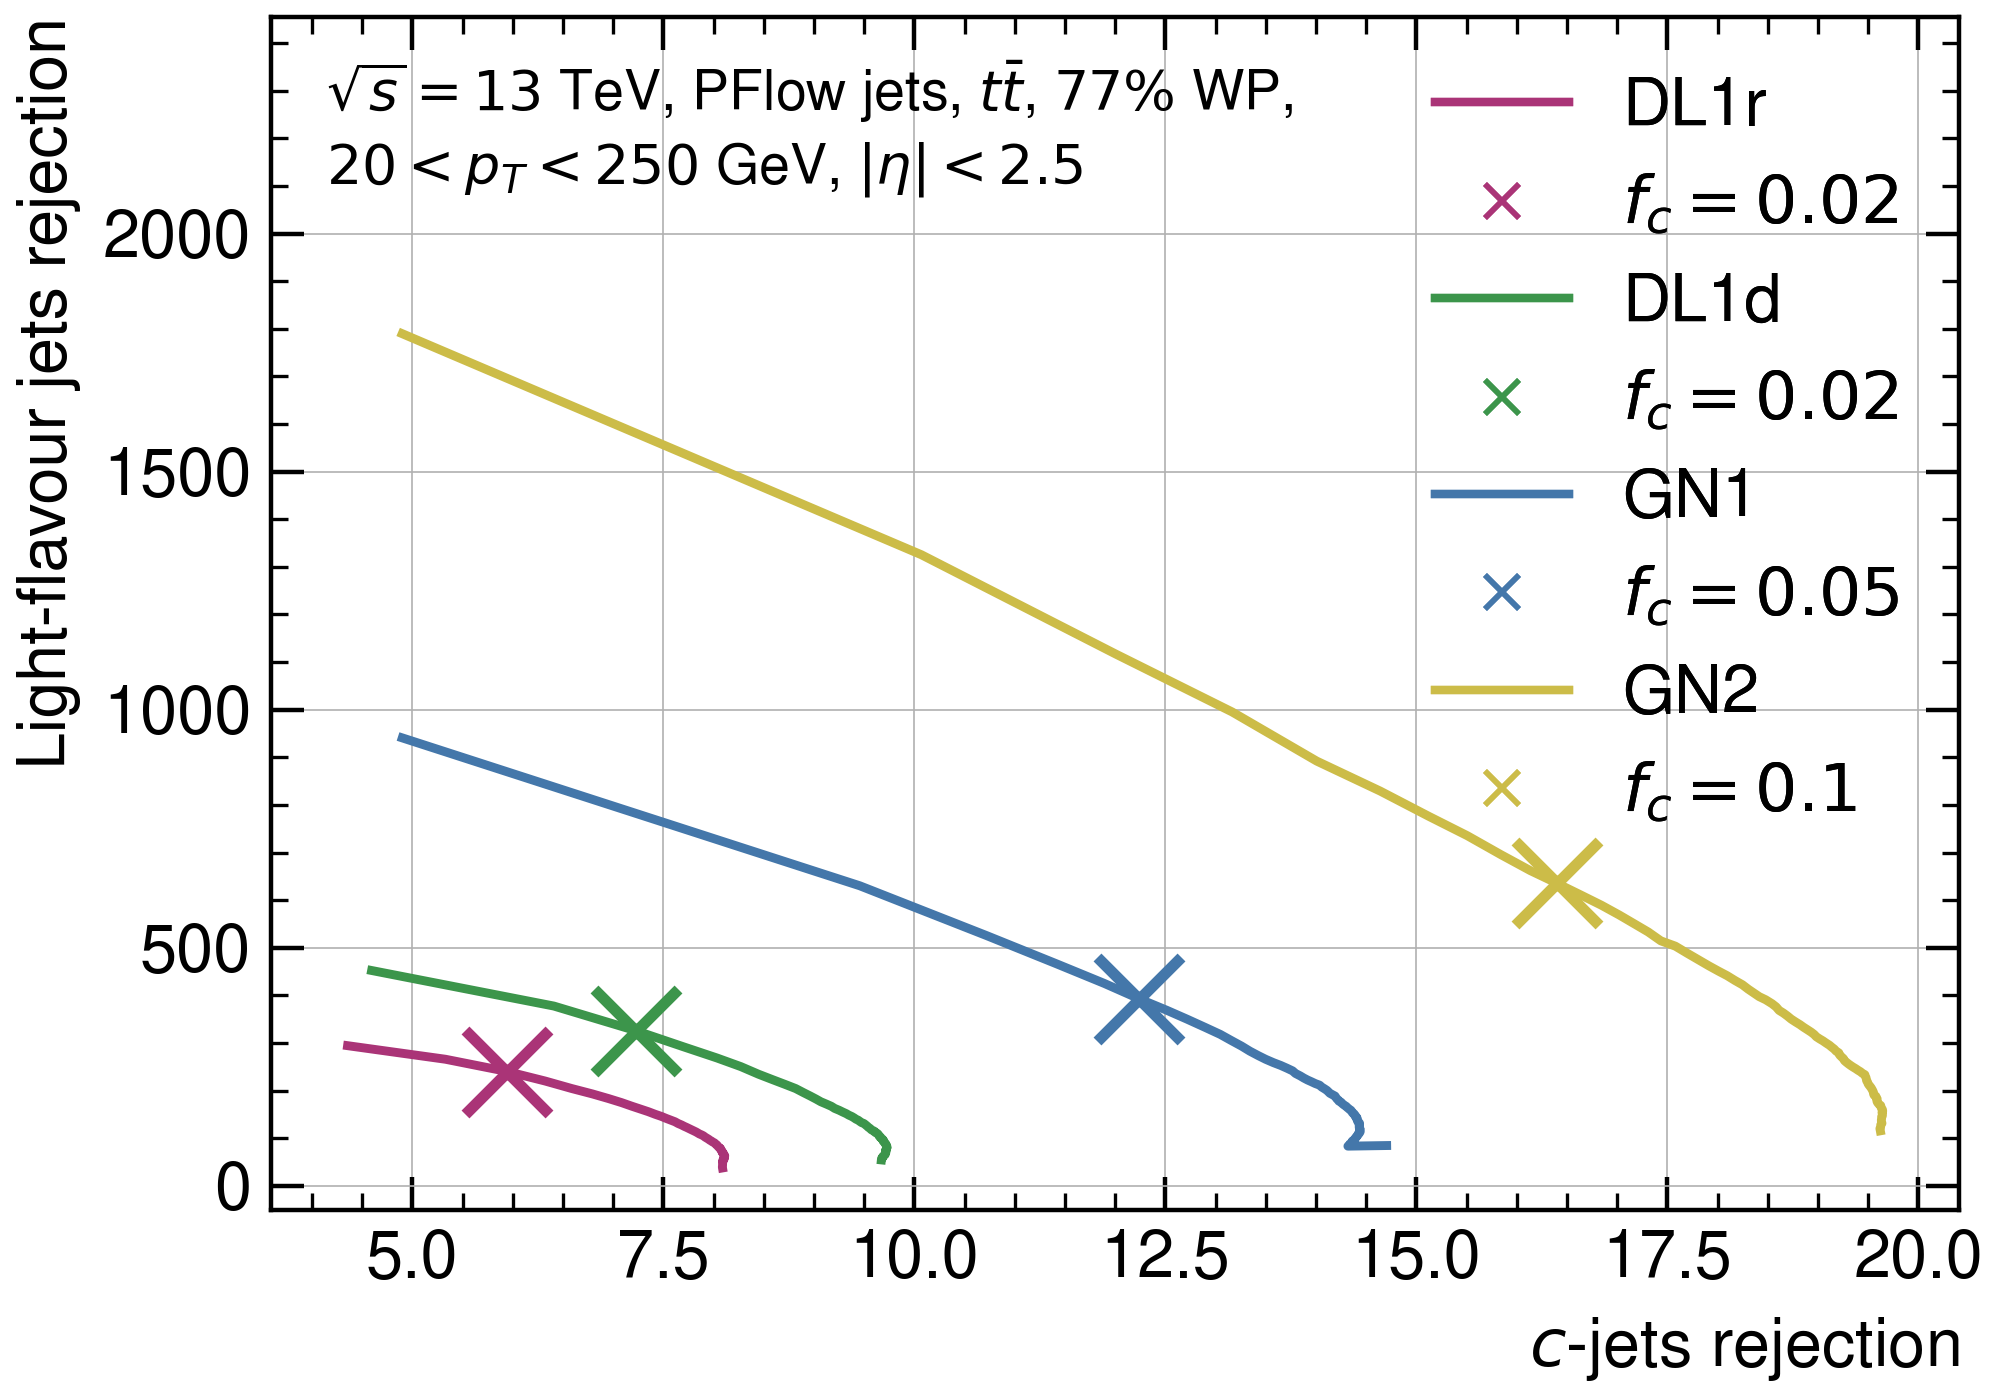 Light-flavour jets rejection
√s = 13 TeV, PFlow jets, tt̄, 77% WP,
20 < p_T < 250 GeV, |η| < 2.5
DL1r
f_c = 0.02
DL1d
f_c = 0.02
GN1
f_c = 0.05
GN2
f_c = 0.1
2000
1500
1000
500
0
5.0 7.5 10.0 12.5 15.0 17.5 20.0
c-jets rejection